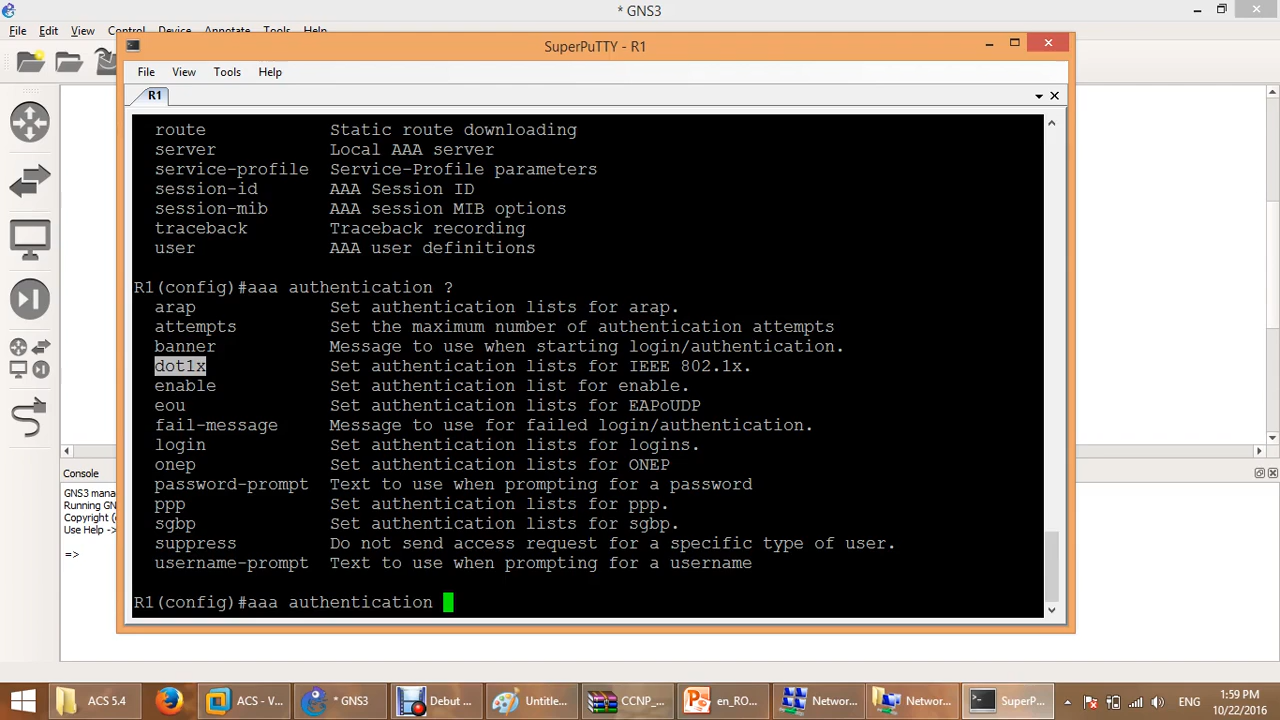 * GNS3
File Edit View Control Device Annotate Tools Help
SuperPuTTY - R1
File View Tools Help
R1
route Static route downloading
server Local AAA server
service-profile Service-Profile parameters
session-id AAA Session ID
session-mib AAA session MIB options
traceback Traceback recording
user AAA user definitions
R1(config)#aaa authentication ?
arap Set authentication lists for arap.
attempts Set the maximum number of authentication attempts
banner Message to use when starting login/authentication.
dot1x Set authentication lists for IEEE 802.1x.
enable Set authentication list for enable.
eou Set authentication lists for EAPoUDP
fail-message Message to use for failed login/authentication.
login Set authentication lists for logins.
onep Set authentication lists for ONEP
password-prompt Text to use when prompting for a password
ppp Set authentication lists for ppp.
sgbp Set authentication lists for sgbp.
suppress Do not send access request for a specific type of user.
username-prompt Text to use when prompting for a username
R1(config)#aaa authentication
Console
GNS3 mana
Running GN
Copyright (c
Use Help ->
=>
ACS 5.4
ACS - V...
* GNS3
Debut ...
Untitle...
CCNP_...
en_RO...
Network...
Network...
SuperP...
ENG
1:59 PM
10/22/2016